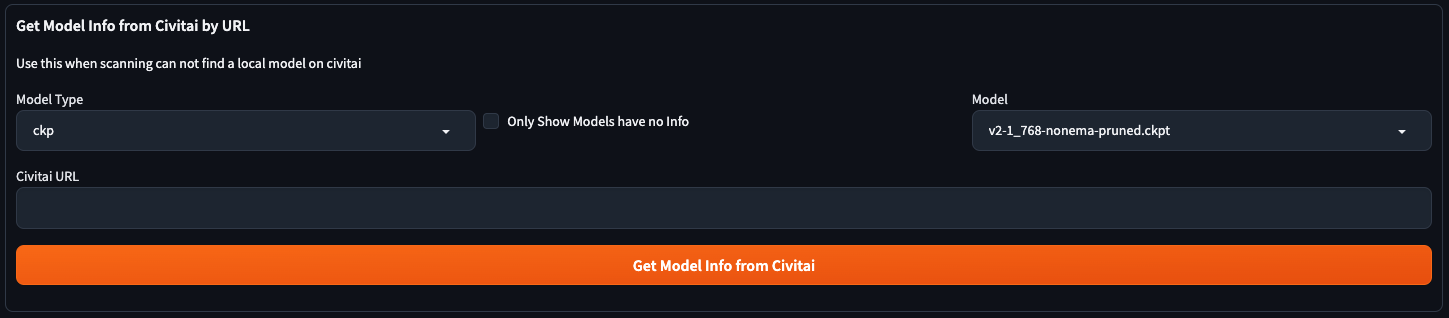 Get Model Info from Civitai by URL
Use this when scanning can not find a local model on civitai
Model Type
ckp
Only Show Models have no Info
Model
v2-1_768-nonema-pruned.ckpt
Civitai URL
Get Model Info from Civitai